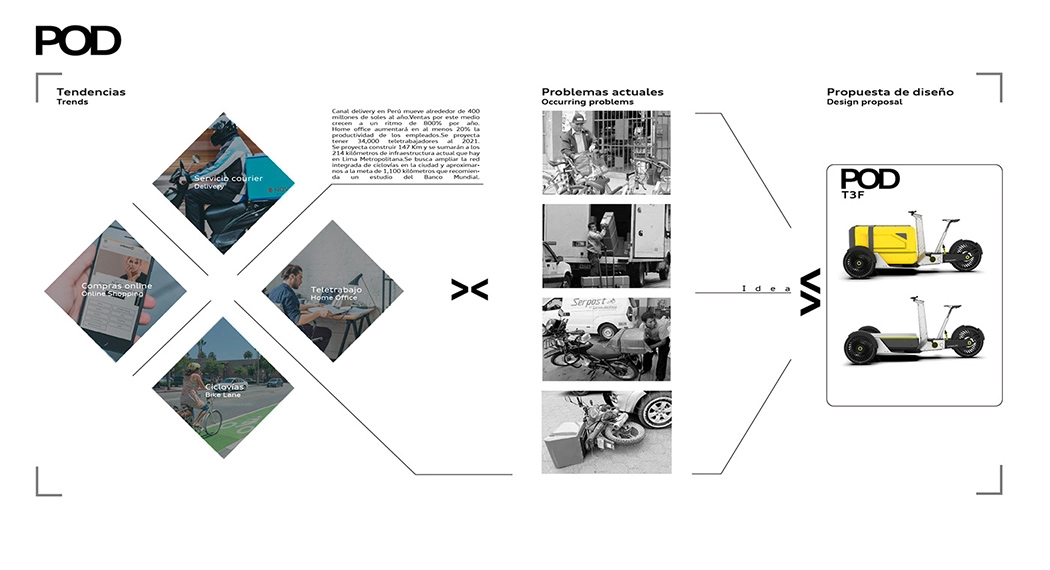 POD
Tendencias
Trends
Servicio courier
Delivery
Compras online
Online Shopping
Teletrabajo
Home Office
Ciclovías
Bike Lane
Canal delivery en Perú mueve alrededor de 400
millones de soles al año.Ventas por este medio
crecen a un ritmo de 800% por año.
Home office aumentará en al menos 20% la
productividad de los empleados.Se proyecta
tener 34,000 teletrabajadores al 2021.
Se proyecta construir 147 Km y se sumarán a los
214 kilómetros de infraestructura actual que hay
en Lima Metropolitana.Se busca ampliar la red
integrada de ciclovías en la ciudad y aproximar-
nos a la meta de 1,100 kilómetros que recomien-
da un estudio del Banco Mundial.
Problemas actuales
Occurring problems
Serpost
Idea
Propuesta de diseño
Design proposal
POD
T3F